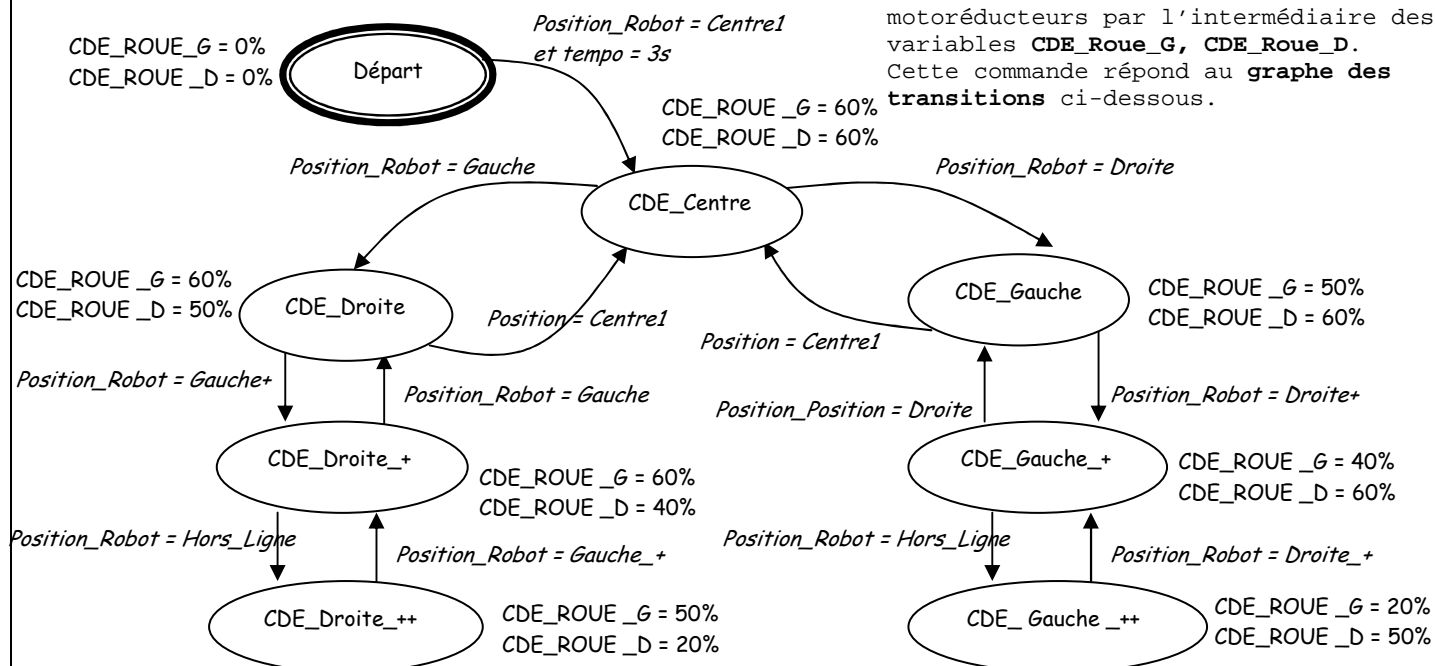 motoréducteurs par l'intermédiaire des
variables CDE_Roue_G, CDE_Roue_D.
Cette commande répond au graphe des
transitions ci-dessous.
CDE_ROUE_G = 0%
CDE_ROUE _D = 0%
Départ
Position_Robot = Centre1
et tempo = 3s
CDE_ROUE _G = 60%
CDE_ROUE _D = 60%
Position_Robot = Gauche
CDE_Centre
Position_Robot = Droite
CDE_ROUE _G = 60%
CDE_ROUE _D = 50%
CDE_Droite
Position = Centre1
Position = Centre1
CDE_Gauche
CDE_ROUE _G = 50%
CDE_ROUE _D = 60%
Position_Robot = Gauche+
Position_Robot = Gauche
Position_Position = Droite
Position_Robot = Droite+
CDE_Droite_+
CDE_ROUE _G = 60%
CDE_ROUE _D = 40%
CDE_Gauche_+
CDE_ROUE _G = 40%
CDE_ROUE _D = 60%
Position_Robot = Hors_Ligne
Position_Robot = Gauche_+
Position_Robot = Hors_Ligne
Position_Robot = Droite_+
CDE_Droite_++
CDE_ROUE _G = 50%
CDE_ROUE _D = 20%
CDE_ Gauche _++
CDE_ROUE _G = 20%
CDE_ROUE _D = 50%